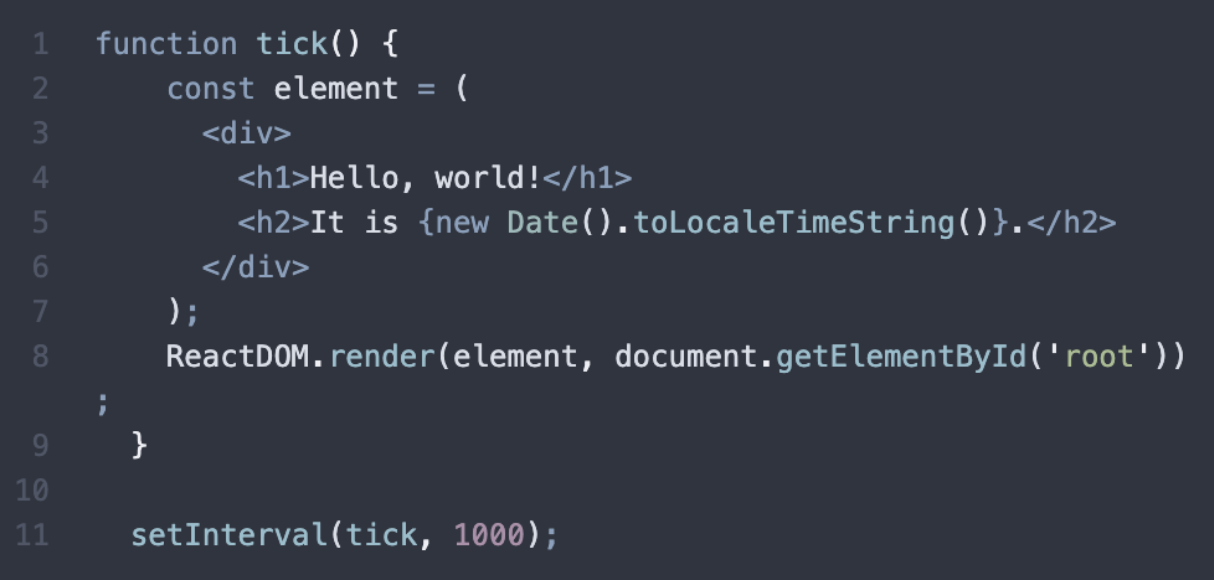 1 function tick() {
2 const element = (
3 <div>
4 <h1>Hello, world!</h1>
5 <h2>It is {new Date().toLocaleTimeString()}.</h2>
6 </div>
7 );
8 ReactDOM.render(element, document.getElementById('root'))
;
9 }
10
11 setInterval(tick, 1000);